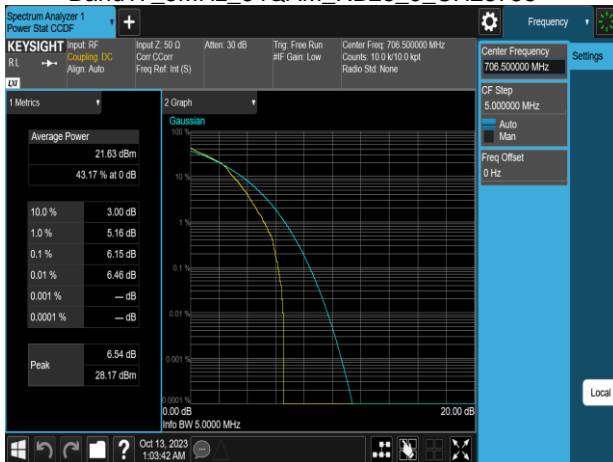 Spectrum Analyzer 1
Power Stat CCDF
Frequency
KEYSIGHT
RL
Input: RF
Coupling: DC
Align: Auto
Input Z: 50 Ω
Corr CCorr
Freq Ref: Int (S)
Atten: 30 dB
Trig: Free Run
#IF Gain: Low
Center Freq: 706.500000 MHz
Counts: 10.0 k/10.0 kpt
Radio Std: None
LXI
Center Frequency
706.500000 MHz
Settings
CF Step
5.000000 MHz
Auto
Man
Freq Offset
0 Hz
Local
1 Metrics
Average Power
21.63 dBm
43.17 % at 0 dB
10.0 % 3.00 dB
1.0 % 5.16 dB
0.1 % 6.15 dB
0.01 % 6.46 dB
0.001 % --- dB
0.0001 % --- dB
Peak
6.54 dB
28.17 dBm
2 Graph
Gaussian
100 %
10 %
1 %
0.1 %
0.01 %
0.001 %
0.0001 %
0.00 dB 20.00 dB
Info BW 5.0000 MHz
?
Oct 13, 2023
1:03:42 AM